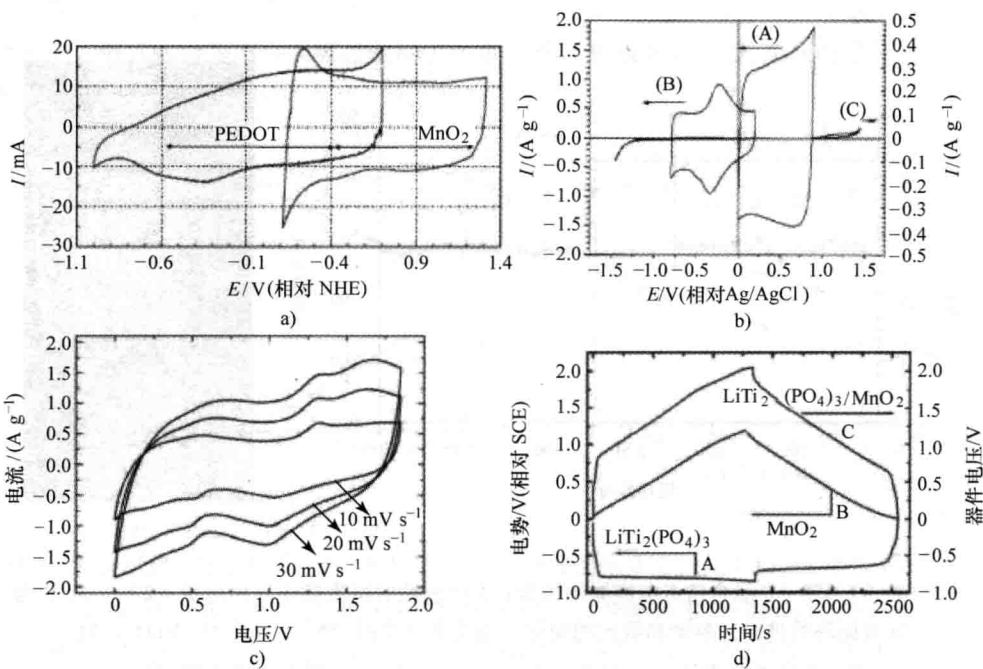 20
10
0
−10
−20
−30
I/mA
PEDOT
MnO₂
−1.1 −0.6 −0.1 −0.4 0.9 1.4
E/V(相对 NHE)
a)
2.0
1.5
1.0
0.5
0.0
−0.5
−1.0
−1.5
2.0
I/(A g⁻¹)
(A)
(B)
(C)
0.5
0.4
0.3
0.2
0.1
0
−0.1
−0.2
−0.3
−0.4
−0.5
I/(A g⁻¹)
−1.5 −1.0 −0.5 0 0.5 1.0 1.5
E/V(相对Ag/AgCl)
b)
2.0
1.5
1.0
0.5
0.0
−0.5
−1.0
−1.5
−2.0
电流/(A g⁻¹)
10 mV s⁻¹
20 mV s⁻¹
30 mV s⁻¹
0 0.5 1.0 1.5 2.0
电压/V
c)
2.0
1.5
1.0
0.5
0
−0.5
−1.0
电势/V(相对 SCE)
LiTi₂ (PO₄)₃/MnO₂
C
B
MnO₂
LiTi₂(PO₄)₃
A
2.0
1.5
1.0
0.5
0
−0.5
−1.0
器件电压/V
0 500 1000 1500 2000 2500
时间/s
d)